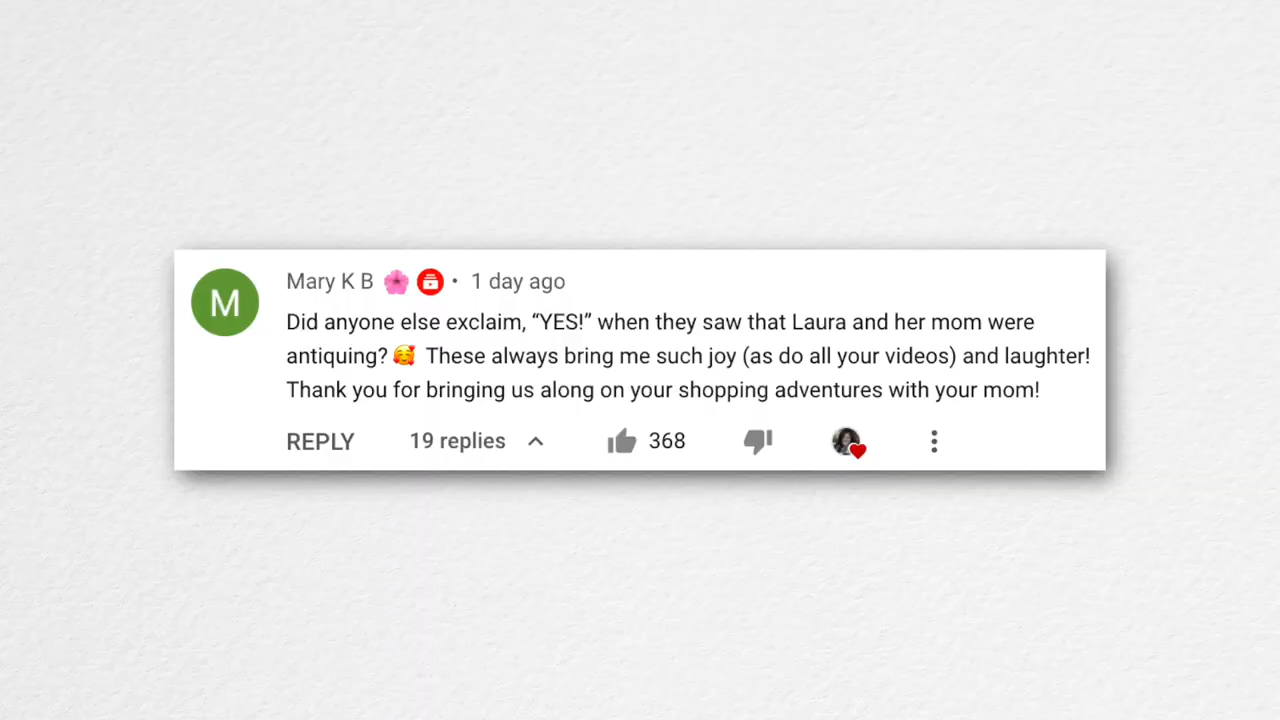 M
Mary K B 🌸 • 1 day ago
Did anyone else exclaim, “YES!” when they saw that Laura and her mom were
antiquing? 🥰 These always bring me such joy (as do all your videos) and laughter!
Thank you for bringing us along on your shopping adventures with your mom!
REPLY 19 replies 368